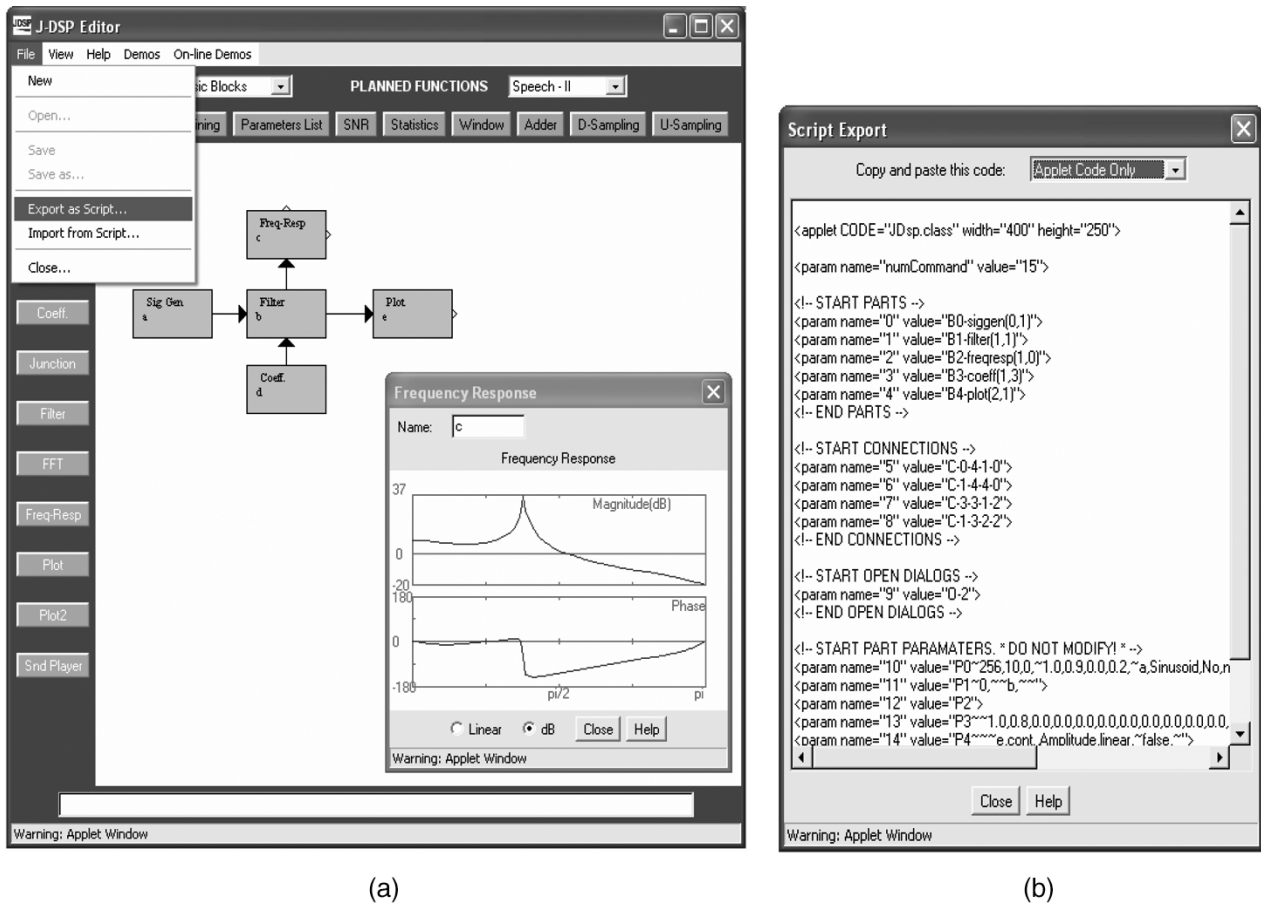 JDSP J-DSP Editor
File View Help Demos On-line Demos
New
Open...
Save
Save as...
Export as Script...
Import from Script...
Close...
sic Blocks PLANNED FUNCTIONS Speech - II
ning Parameters List SNR Statistics Window Adder D-Sampling U-Sampling
Coeff.
Junction
Filter
FFT
Freq-Resp
Plot
Plot2
Snd Player
Freq-Resp
c
Sig Gen
a
Filter
b
Plot
e
Coeff.
d
Frequency Response
Name: c
Frequency Response
37
Magnitude(dB)
0
-20
180
Phase
0
-180
pi/2
pi
Linear dB Close Help
Warning: Applet Window
Warning: Applet Window
(a)
Script Export
Copy and paste this code: Applet Code Only
<applet CODE="JDsp.class" width="400" height="250">
<param name="numCommand" value="15">
<!-- START PARTS -->
<param name="0" value="B0-siggen(0,1)">
<param name="1" value="B1-filter(1,1)">
<param name="2" value="B2-freqresp(1,0)">
<param name="3" value="B3-coeff(1,3)">
<param name="4" value="B4-plot(2,1)">
<!-- END PARTS -->
<!-- START CONNECTIONS -->
<param name="5" value="C-0-4-1-0">
<param name="6" value="C-1-4-4-0">
<param name="7" value="C-3-3-1-2">
<param name="8" value="C-1-3-2-2">
<!-- END CONNECTIONS -->
<!-- START OPEN DIALOGS -->
<param name="9" value="O-2">
<!-- END OPEN DIALOGS -->
<!-- START PART PARAMATERS. * DO NOT MODIFY! * -->
<param name="10" value="P0~256,10,0,~1.0,0.9,0.0,0.2,~a,Sinusoid,No,n
<param name="11" value="P1~0,~~b,~~">
<param name="12" value="P2">
<param name="13" value="P3~~1.0,0.8,0.0,0.0,0.0,0.0,0.0,0.0,0.0,0.0,0.0,
<param name="14" value="P4~~~e,cont. Amplitude,linear,~false,~">
Close Help
Warning: Applet Window
(b)